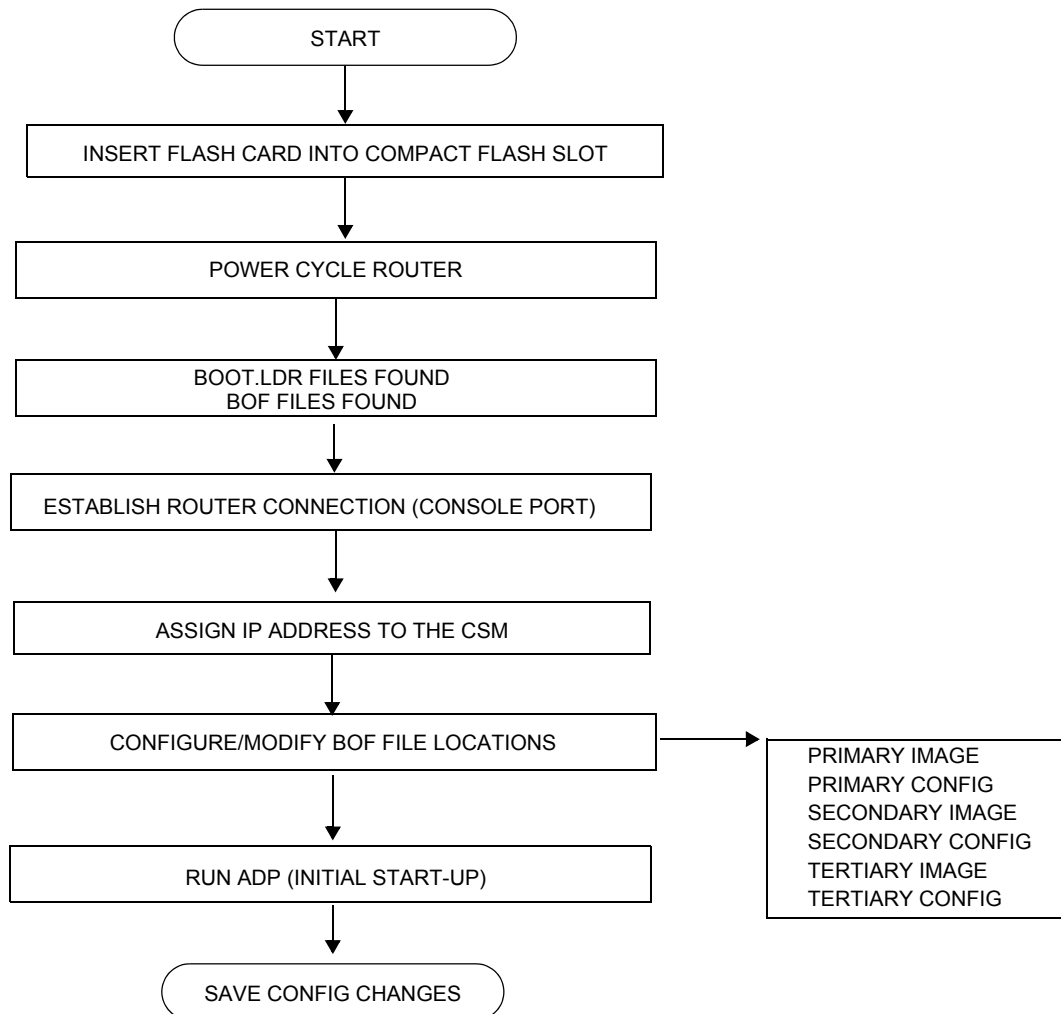 START
INSERT FLASH CARD INTO COMPACT FLASH SLOT
POWER CYCLE ROUTER
BOOT.LDR FILES FOUND
BOF FILES FOUND
ESTABLISH ROUTER CONNECTION (CONSOLE PORT)
ASSIGN IP ADDRESS TO THE CSM
CONFIGURE/MODIFY BOF FILE LOCATIONS
PRIMARY IMAGE
PRIMARY CONFIG
SECONDARY IMAGE
SECONDARY CONFIG
TERTIARY IMAGE
TERTIARY CONFIG
RUN ADP (INITIAL START-UP)
SAVE CONFIG CHANGES